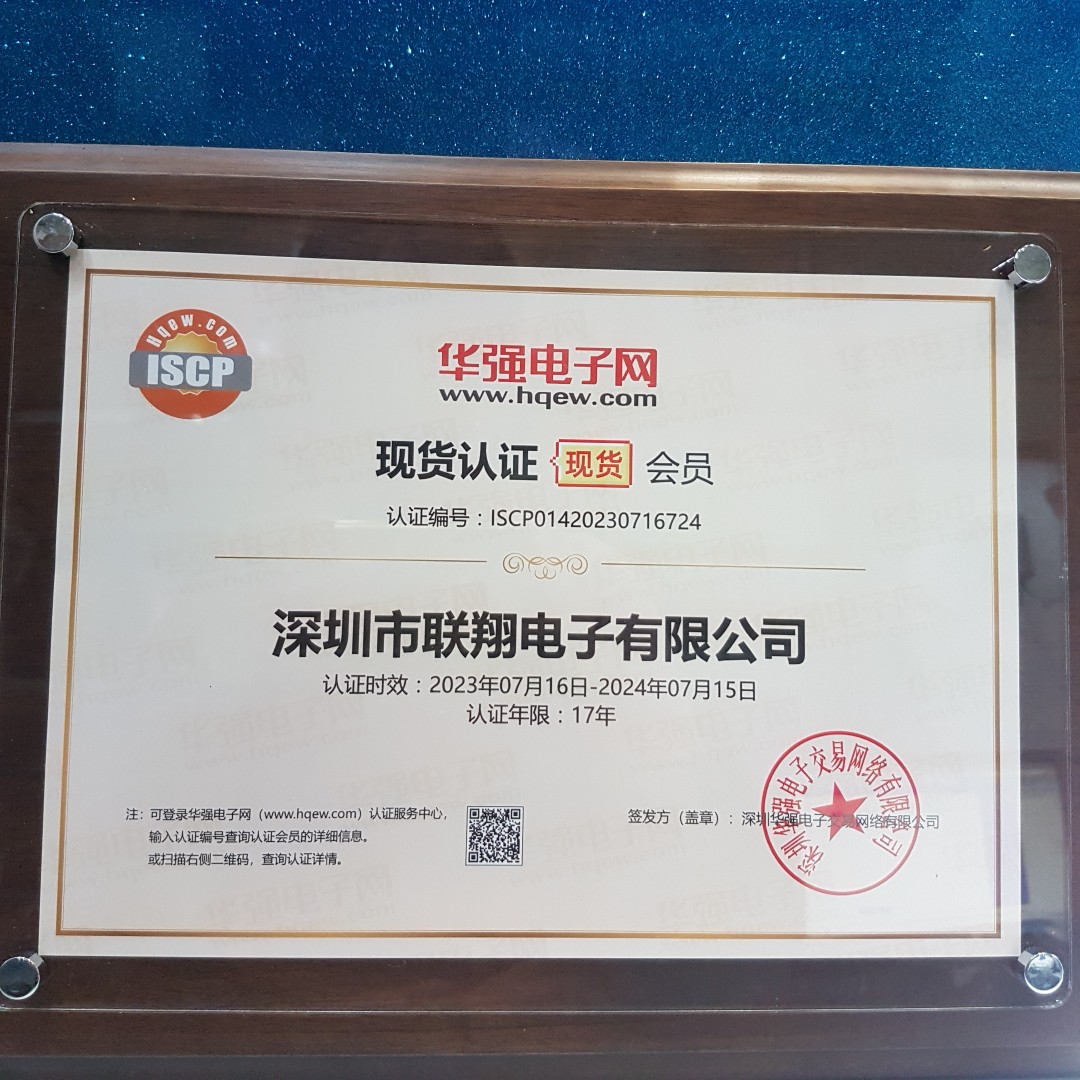 Hqew.com
ISCP
华强电子网
www.hqew.com
现货认证 现货 会员
认证编号：ISCP01420230716724
深圳市联翔电子有限公司
认证时效：2023年07月16日-2024年07月15日
认证年限：17年
注：可登录华强电子网（www.hqew.com）认证服务中心，
输入认证编号查询认证会员的详细信息。
或扫描右侧二维码，查询认证详情。
签发方（盖章）：深圳华强电子交易网络有限公司
深圳华强电子交易网络有限公司